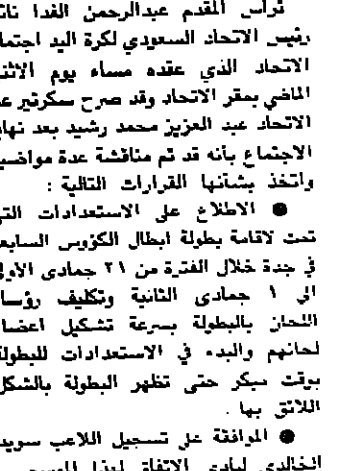 ترأس المقدم عبدالرحمن الغدا نائ
رئيس الاتحاد السعودي لكرة اليد اجتما
الاتحاد الذي عقده مساء يوم الاثن
الماضي بمقر الاتحاد وقد صرح سكرتير ع
الاتحاد عبد العزيز محمد رشيد بعد نها
الاجتماع بأنه قد تم مناقشة عدة مواضي
واتخذ بشأنها القرارات التالية :
● الاطلاع على الاستعدادات الت
تمت لاقامة بطولة ابطال الكؤوس السابع
في جدة خلال الفترة من ٢١ جمادى الأول
الى ١ جمادى الثانية وتكليف رؤسا
اللجان بالبطولة بسرعة تشكيل اعضا
لجانهم والبدء في الاستعدادات للبطول
بوقت مبكر حتى تظهر البطولة بالشكل
اللائق بها .
● الموافقة على تسجيل اللاعب سويد
الخالدي لنادي الاتفاق لهذا الموسم